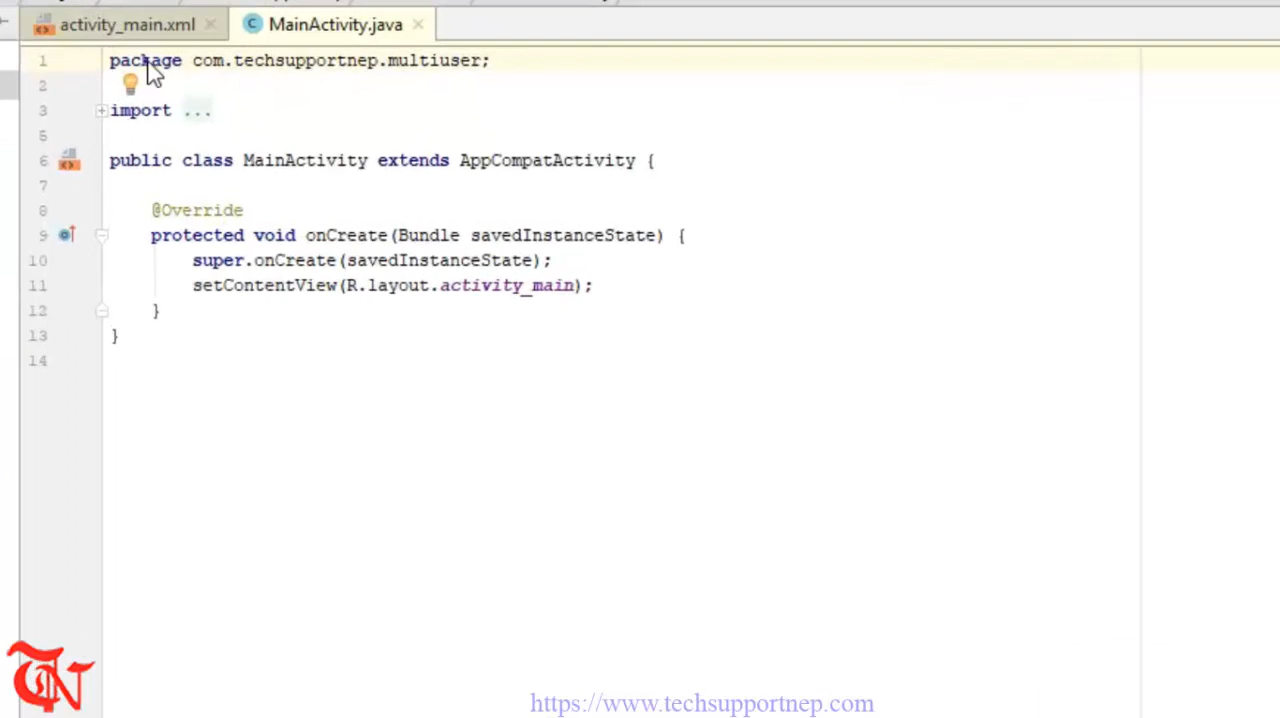 activity_main.xml MainActivity.java
1 package com.techsupportnep.multiuser;
2
3 import ...
5
6 public class MainActivity extends AppCompatActivity {
7
8 @Override
9 protected void onCreate(Bundle savedInstanceState) {
10 super.onCreate(savedInstanceState);
11 setContentView(R.layout.activity_main);
12 }
13 }
14
TN
https://www.techsupportnep.com